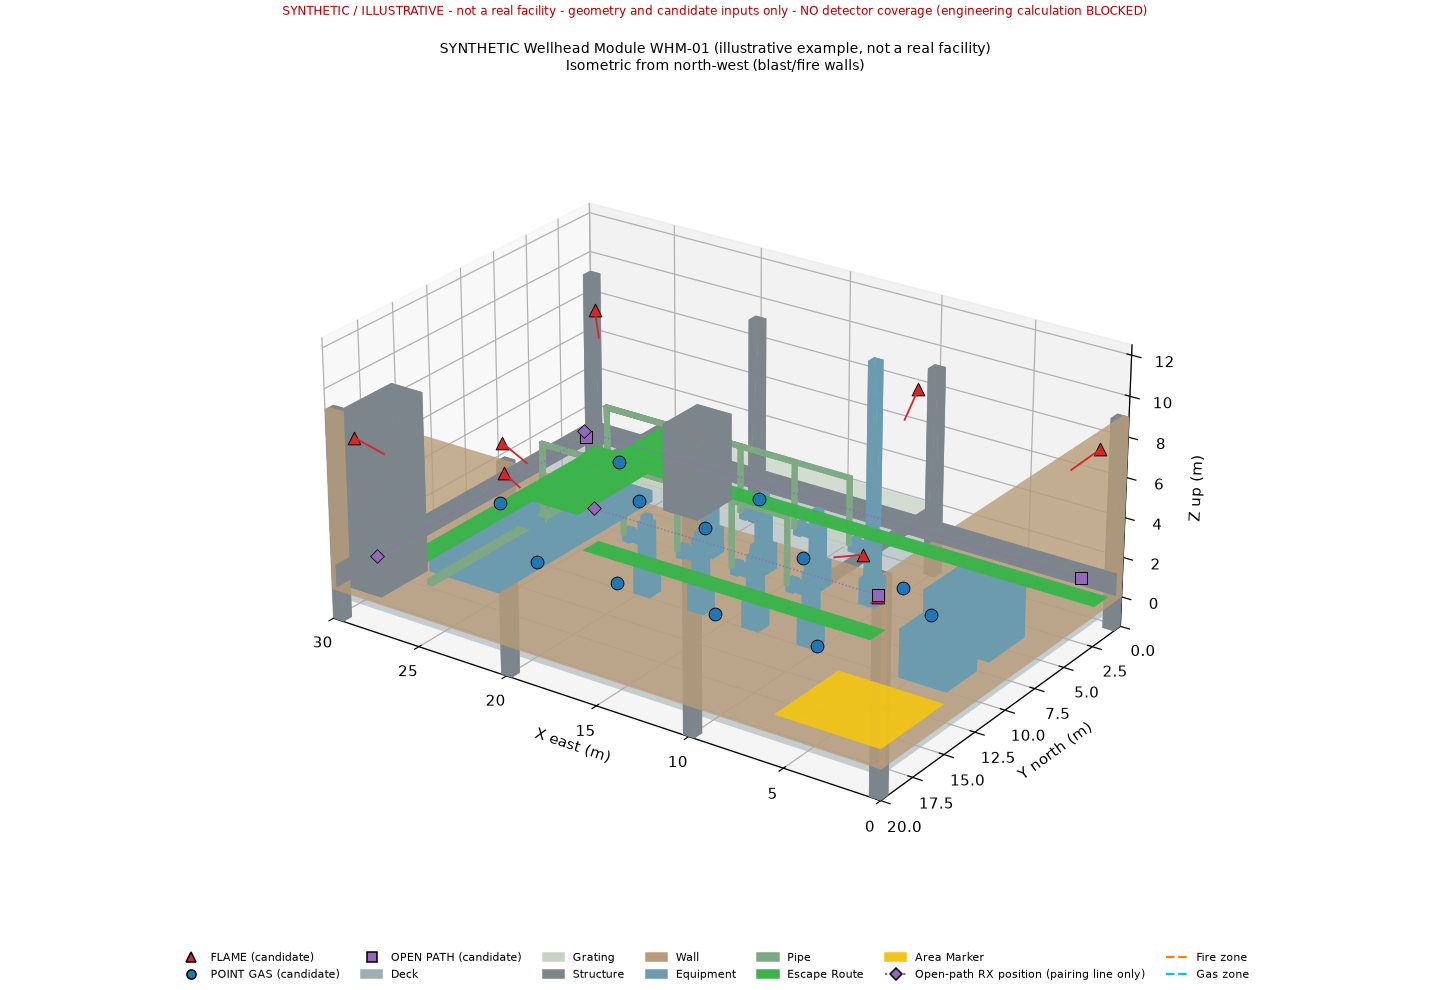 SYNTHETIC / ILLUSTRATIVE - not a real facility - geometry and candidate inputs only - NO detector coverage (engineering calculation BLOCKED)
SYNTHETIC Wellhead Module WHM-01 (illustrative example, not a real facility)
Isometric from north-west (blast/fire walls)
12
10
8
6
4
2
0
Z up (m)
30
25
20
15
10
5
0
X east (m)
0.0
2.5
5.0
7.5
10.0
12.5
15.0
17.5
20.0
Y north (m)
FLAME (candidate)
POINT GAS (candidate)
OPEN PATH (candidate)
Deck
Grating
Structure
Wall
Equipment
Pipe
Escape Route
Area Marker
Open-path RX position (pairing line only)
Fire zone
Gas zone